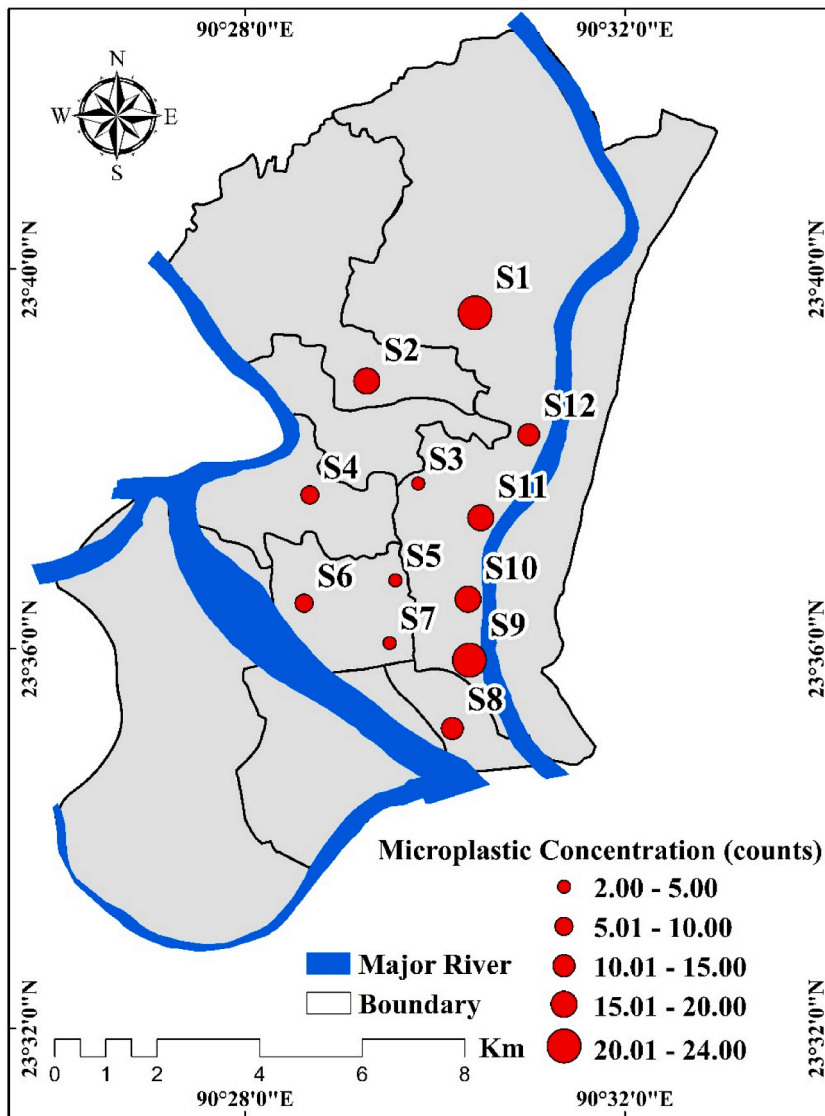 90°28'0"E 90°32'0"E
N
W E
S
23°40'0"N 23°40'0"N
S1
S2
S12
S4 S3
S11
S5
S6 S10
S7 S9
23°36'0"N 23°36'0"N
S8
Microplastic Concentration (counts)
2.00 - 5.00
5.01 - 10.00
10.01 - 15.00
15.01 - 20.00
20.01 - 24.00
Major River
Boundary
Km
0 1 2 4 6 8
23°32'0"N 23°32'0"N
90°28'0"E 90°32'0"E